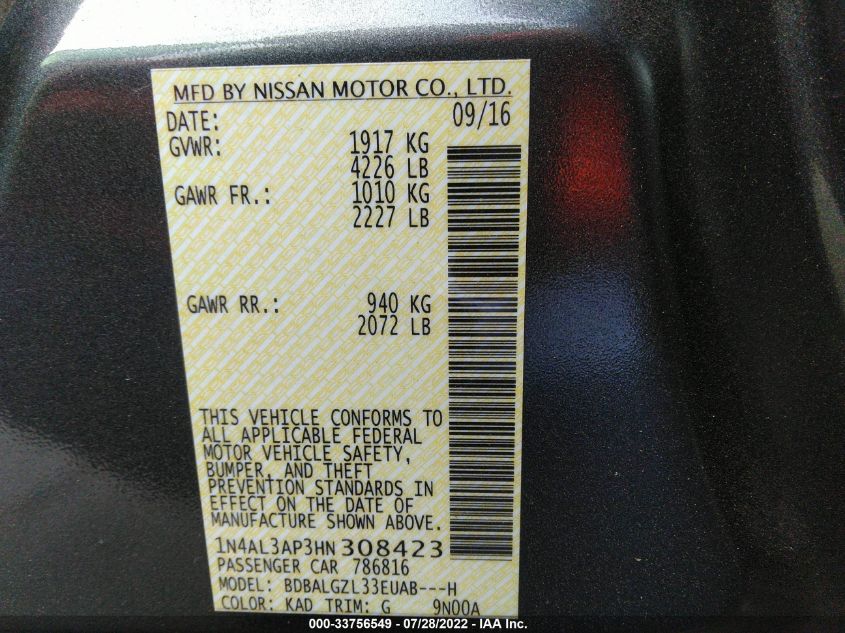 MFD BY NISSAN MOTOR CO., LTD.
DATE: 09/16
GVWR: 1917 KG
4226 LB
GAWR FR.: 1010 KG
2227 LB
GAWR RR.: 940 KG
2072 LB
THIS VEHICLE CONFORMS TO
ALL APPLICABLE FEDERAL
MOTOR VEHICLE SAFETY,
BUMPER, AND THEFT
PREVENTION STANDARDS IN
EFFECT ON THE DATE OF
MANUFACTURE SHOWN ABOVE.
1N4AL3AP3HN308423
PASSENGER CAR 786816
MODEL: BDBALGZL33EUAB---H
COLOR: KAD TRIM: G 9N00A
000-33756549 - 07/28/2022 - IAA Inc.